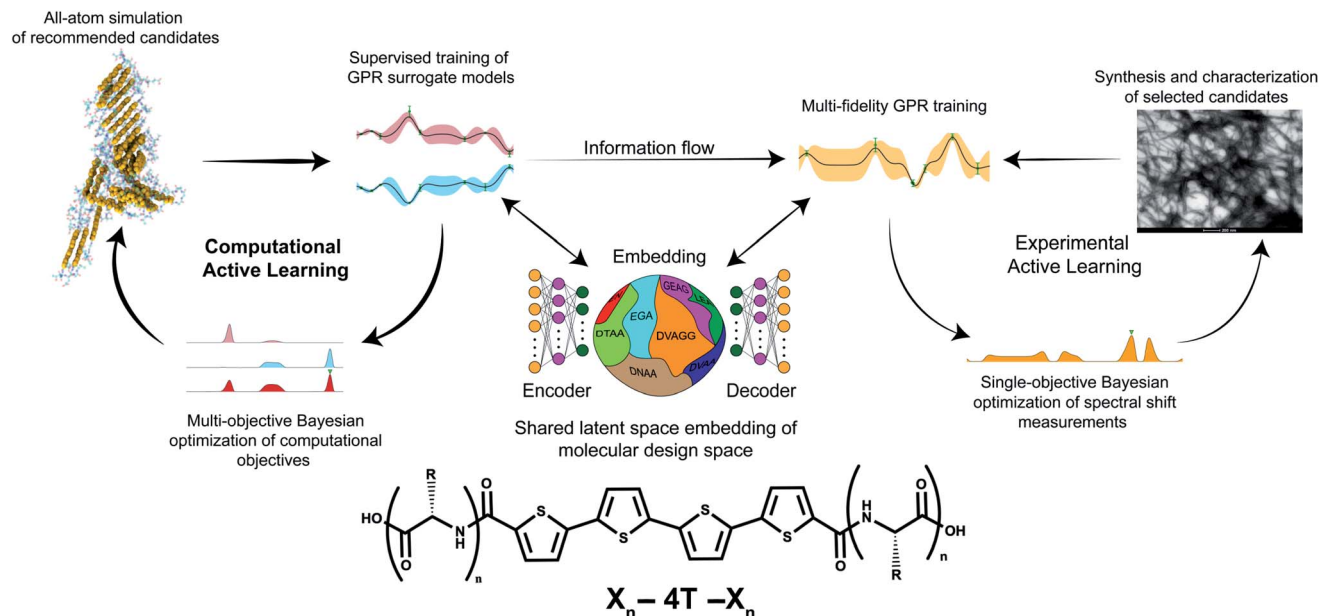 All-atom simulation
of recommended candidates
Supervised training of
GPR surrogate models
Multi-fidelity GPR training
Synthesis and characterization
of selected candidates
Information flow
Computational
Active Learning
Experimental
Active Learning
Embedding
GEAG
EGA
DTAA
DVAGG
DVAA
DNAA
Encoder
Decoder
Multi-objective Bayesian
optimization of computational
objectives
Single-objective Bayesian
optimization of spectral shift
measurements
Shared latent space embedding of
molecular design space
R
O
H
O
HO
N
S
S
N
OH
O
H
n
S
S
O
R
n
Xn– 4T –Xn